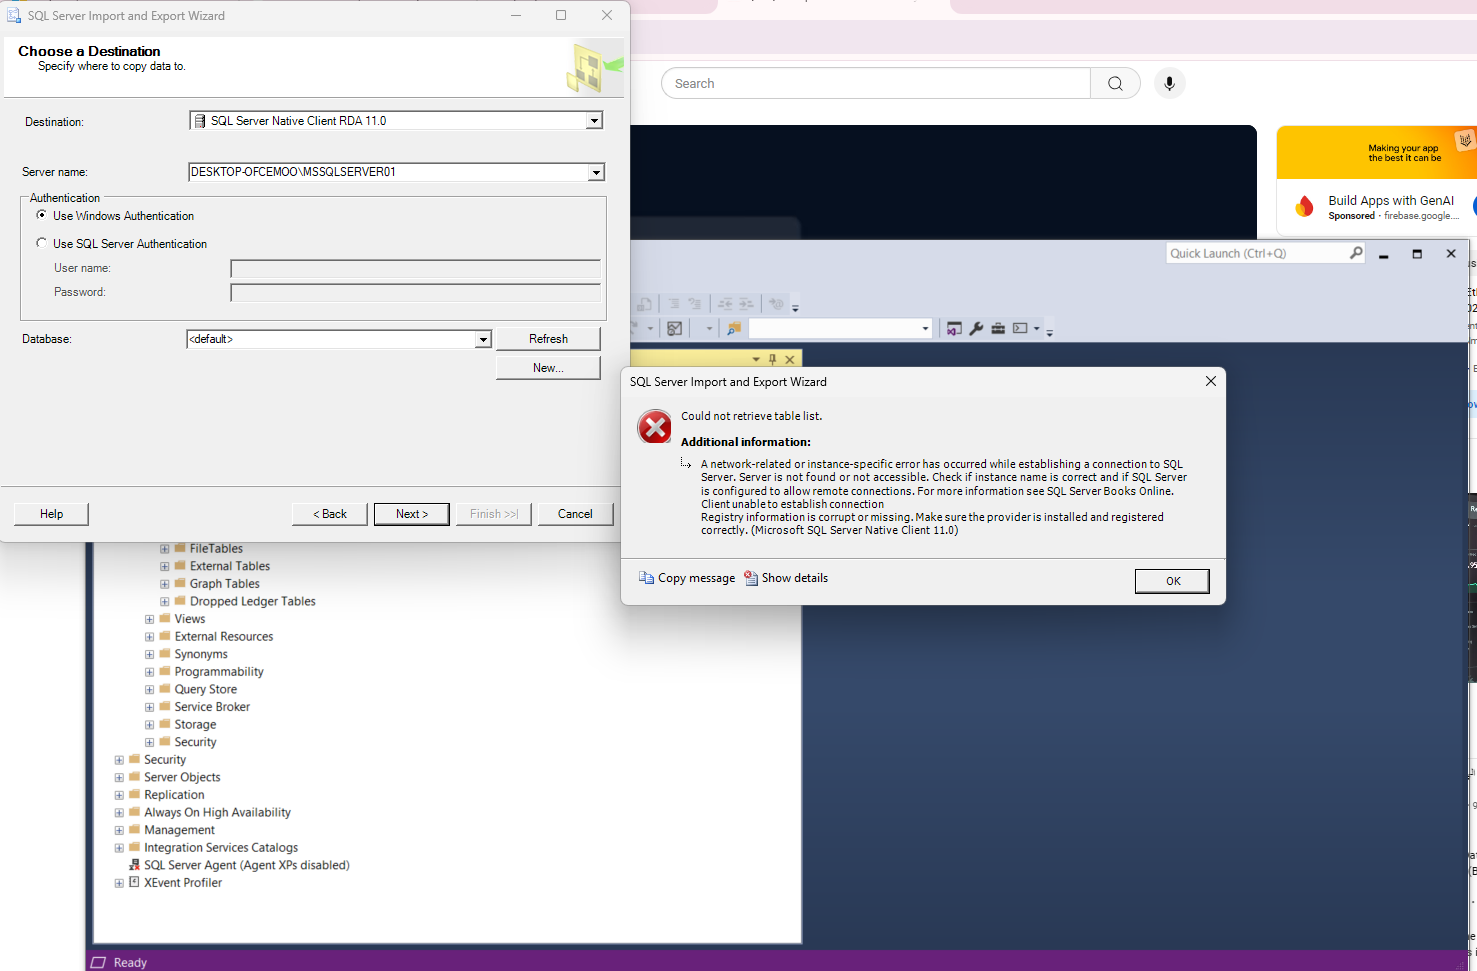 SQL Server Import and Export Wizard
Choose a Destination
Specify where to copy data to.
Destination:
SQL Server Native Client RDA 11.0
Server name:
DESKTOP-OFCEMOO\MSSQLSERVER01
Authentication
Use Windows Authentication
Use SQL Server Authentication
User name:
Password:
Database:
<default>
Refresh
New...
Help
< Back
Next >
Finish >>|
Cancel
Search
Making your app
the best it can be
Build Apps with GenAI
Sponsored · firebase.google....
Quick Launch (Ctrl+Q)
SQL Server Import and Export Wizard
Could not retrieve table list.
Additional information:
A network-related or instance-specific error has occurred while establishing a connection to SQL
Server. Server is not found or not accessible. Check if instance name is correct and if SQL Server
is configured to allow remote connections. For more information see SQL Server Books Online.
Client unable to establish connection
Registry information is corrupt or missing. Make sure the provider is installed and registered
correctly. (Microsoft SQL Server Native Client 11.0)
Copy message
Show details
OK
FileTables
External Tables
Graph Tables
Dropped Ledger Tables
Views
External Resources
Synonyms
Programmability
Query Store
Service Broker
Storage
Security
Security
Server Objects
Replication
Always On High Availability
Management
Integration Services Catalogs
SQL Server Agent (Agent XPs disabled)
XEvent Profiler
Ready